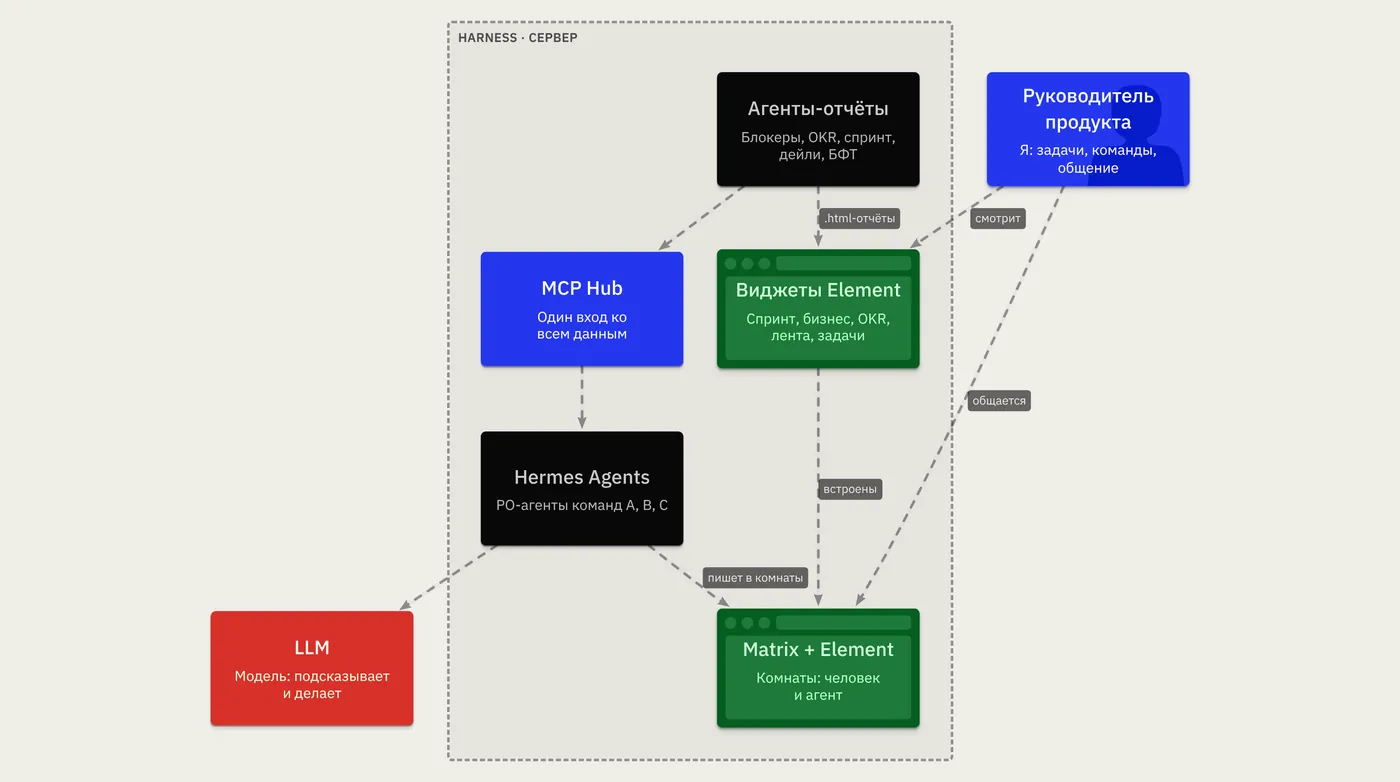 HARNESS · СЕРВЕР
Агенты-отчёты
Блокеры, OKR, спринт,
дейли, БФТ
Руководитель
продукта
Я: задачи, команды,
общение
.html-отчёты
смотрит
MCP Hub
Один вход ко
всем данным
Виджеты Element
Спринт, бизнес, OKR,
лента, задачи
общается
Hermes Agents
PO-агенты команд A, B, C
встроены
пишет в комнаты
LLM
Модель: подсказывает
и делает
Matrix + Element
Комнаты: человек
и агент